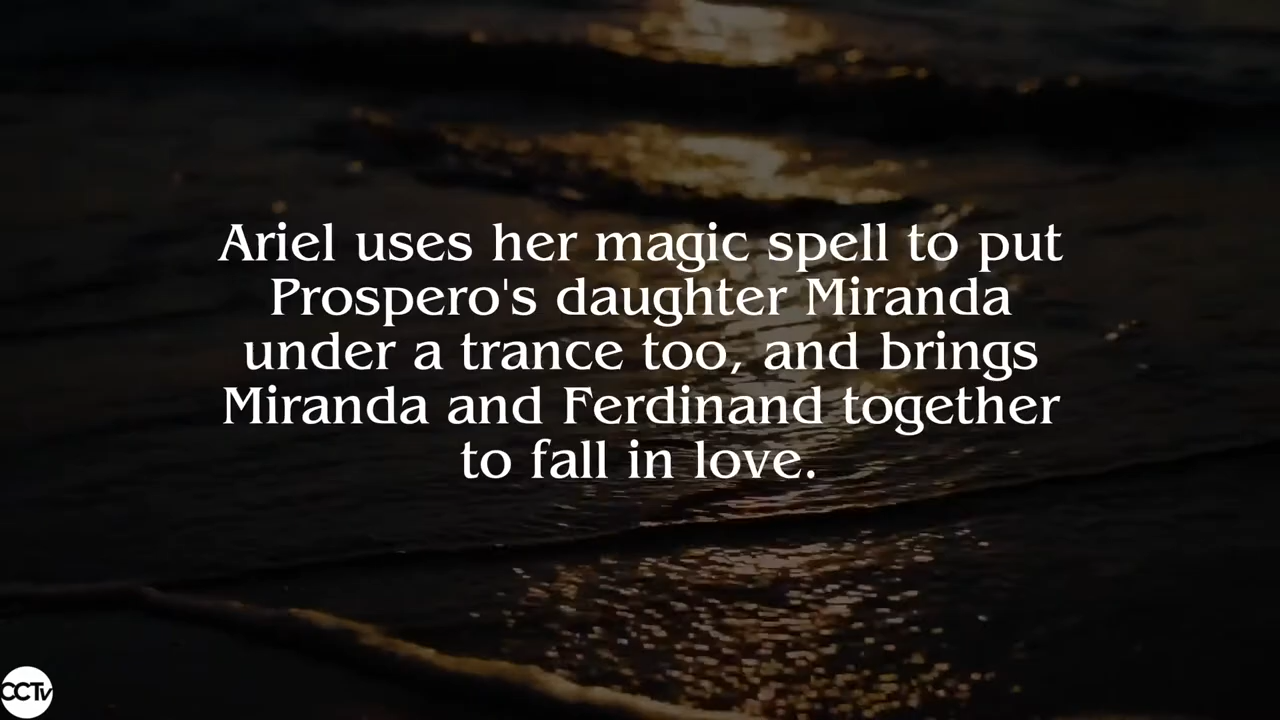 Ariel uses her magic spell to put
Prospero's daughter Miranda
under a trance too, and brings
Miranda and Ferdinand together
to fall in love.
CCTv